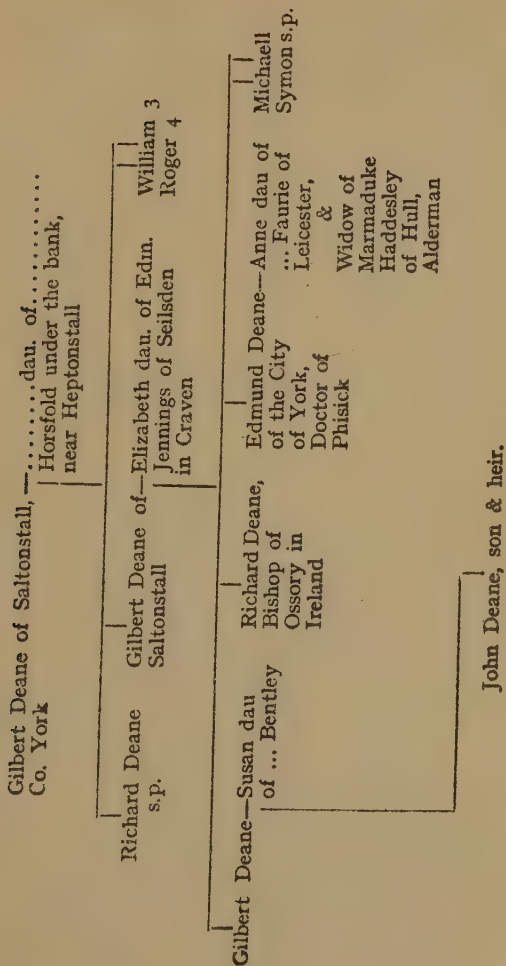 Gilbert Deane of Saltonstall, —........dau. of..............
Co. York
Horsfold under the bank,
near Heptonstall
Richard Deane
s.p.
Gilbert Deane of—Elizabeth dau. of Edm.
Saltonstall
Jennings of Seilsden
in Craven
William 3
Roger 4
Gilbert Deane—Susan dau
of ... Bentley
Richard Deane,
Bishop of
Ossory in
Ireland
Edmund Deane—Anne dau of
of the City
of York,
Doctor of
Phisick
... Faurie of
Leicester,
&
Widow of
Marmaduke
Haddesley
of Hull,
Alderman
Michaell
Symon s.p.
John Deane, son & heir.